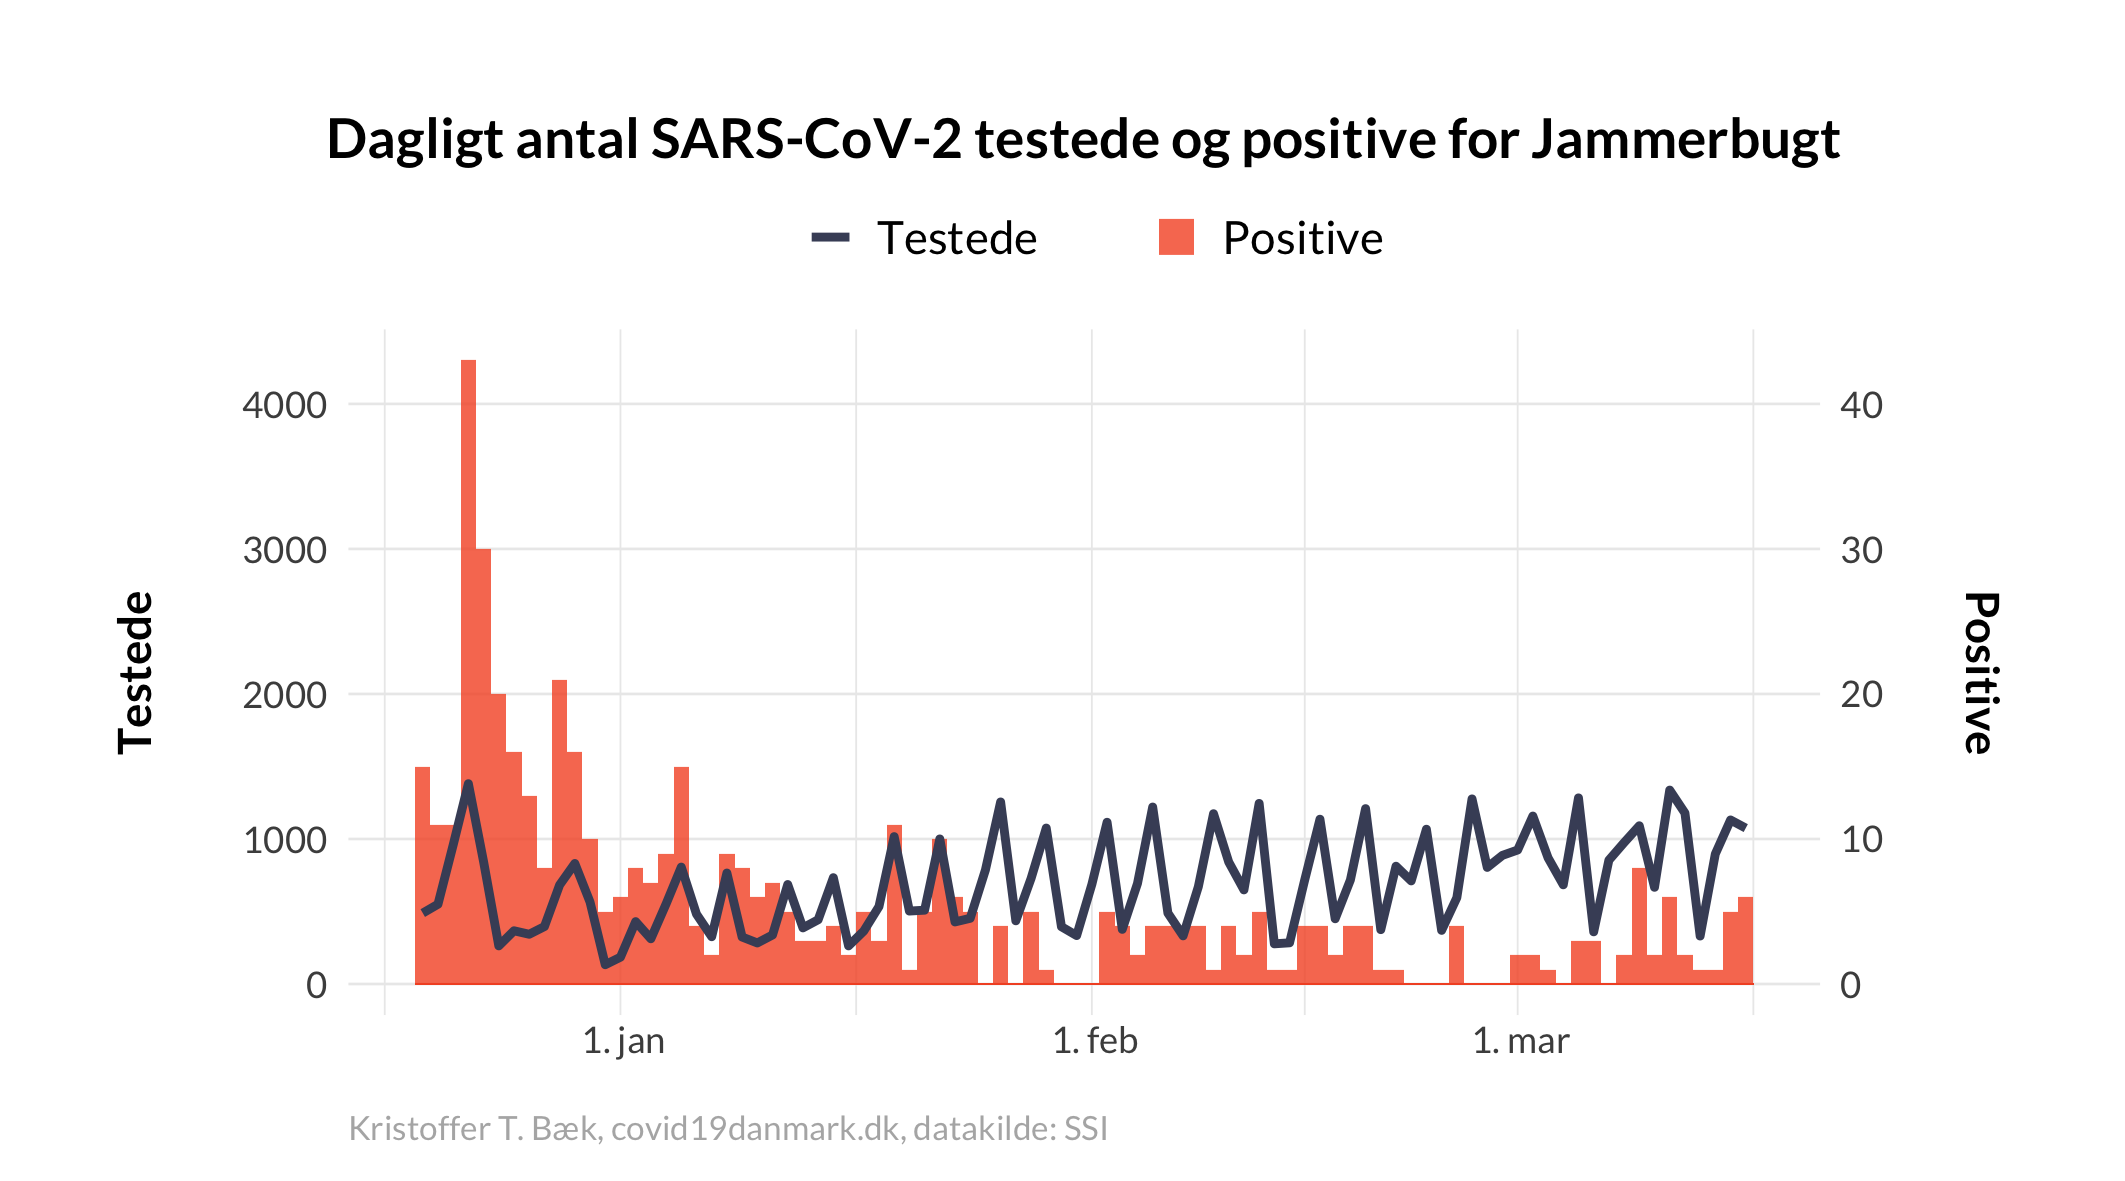 Dagligt antal SARS-CoV-2 testede og positive for Jammerbugt
Testede Positive
4000 40
3000 30
2000 20
1000 10
0 0
Testede
Positive
1. jan 1. feb 1. mar
Kristoffer T. Bæk, covid19danmark.dk, datakilde: SSI